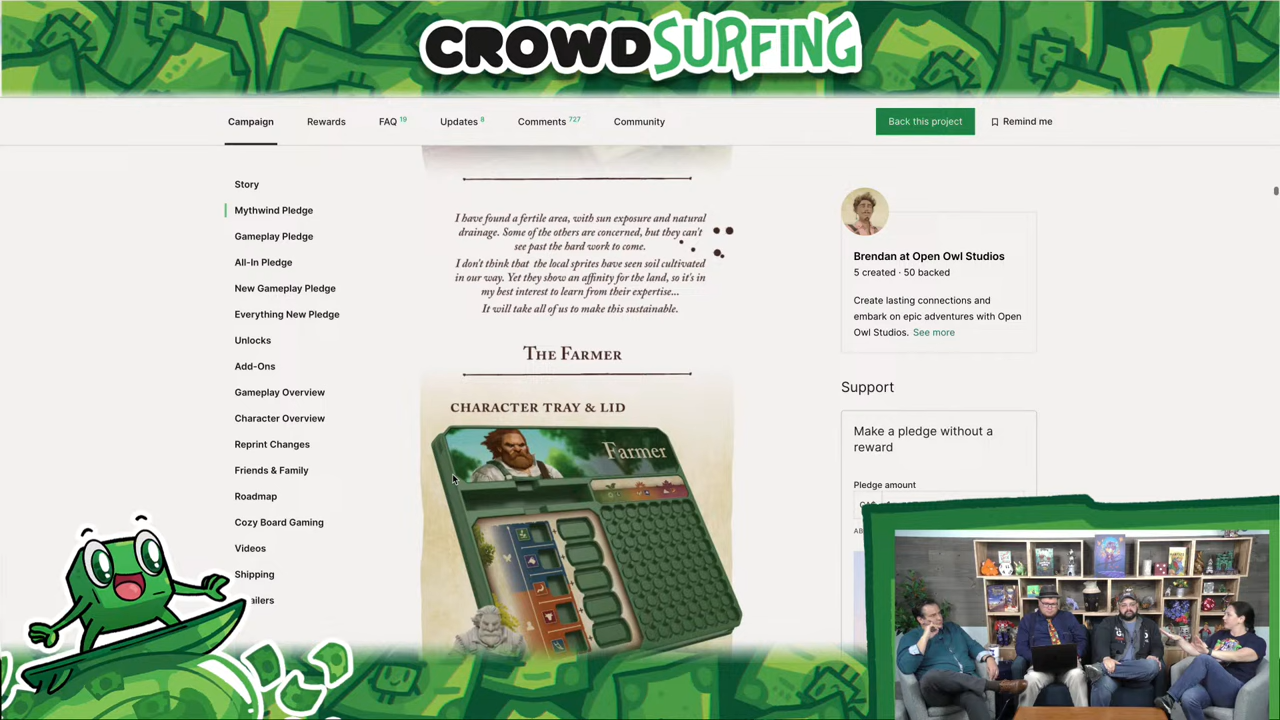 CROWDSURFING
Campaign
Rewards
FAQ 19
Updates 8
Comments 727
Community
Back this project
Remind me
Story
Mythwind Pledge
Gameplay Pledge
All-In Pledge
New Gameplay Pledge
Everything New Pledge
Unlocks
Add-Ons
Gameplay Overview
Character Overview
Reprint Changes
Friends & Family
Roadmap
Cozy Board Gaming
Videos
Shipping
ailers
I have found a fertile area, with sun exposure and natural
drainage. Some of the others are concerned, but they can't
see past the hard work to come.
I don't think that the local sprites have seen soil cultivated
in our way. Yet they show an affinity for the land, so it's in
my best interest to learn from their expertise...
It will take all of us to make this sustainable.
The Farmer
CHARACTER TRAY & LID
Farmer
Brendan at Open Owl Studios
5 created · 50 backed
Create lasting connections and
embark on epic adventures with Open
Owl Studios. See more
Support
Make a pledge without a
reward
Pledge amount